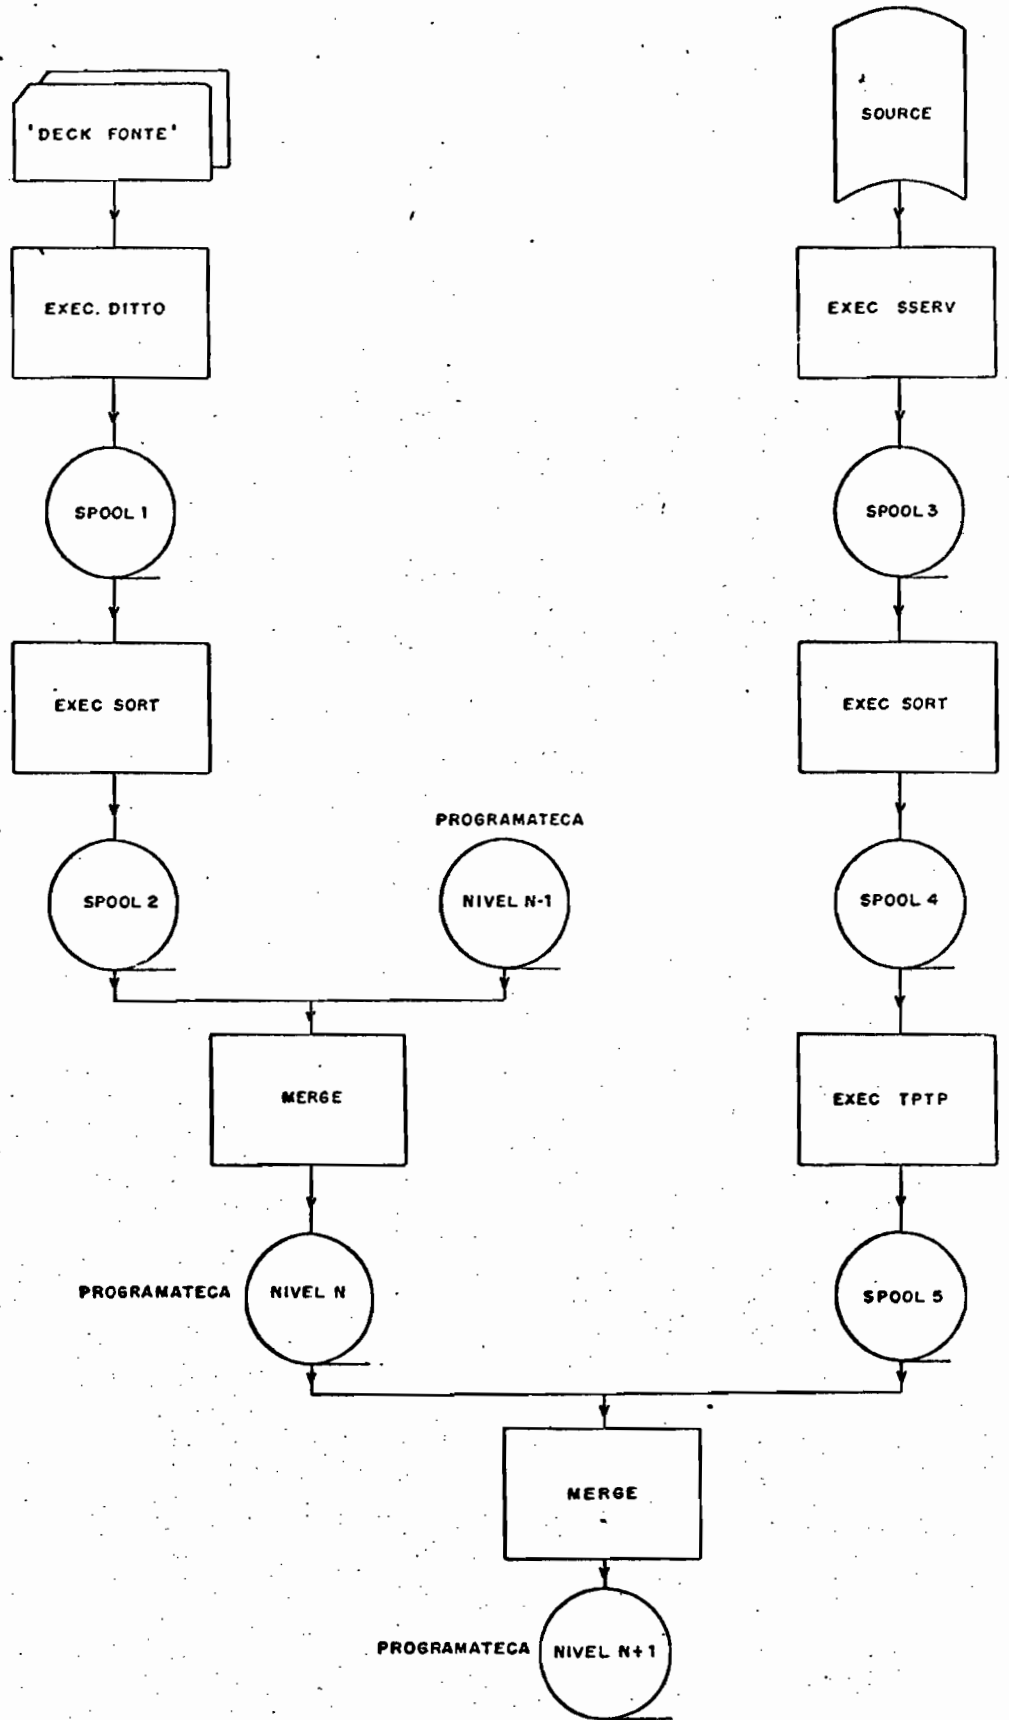 'DECK FONTE'
SOURCE
EXEC. DITTO
EXEC SSERV
SPOOL 1
SPOOL 3
EXEC SORT
EXEC SORT
PROGRAMATECA
SPOOL 2
NIVEL N-1
SPOOL 4
MERGE
EXEC TPTP
PROGRAMATECA
NIVEL N
SPOOL 5
MERGE
PROGRAMATECA
NIVEL N+1